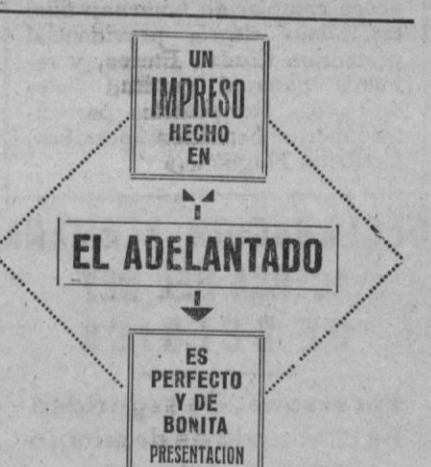 UN
IMPRESO
HECHO
EN
EL ADELANTADO
ES
PERFECTO
Y DE
BONITA
PRESENTACION